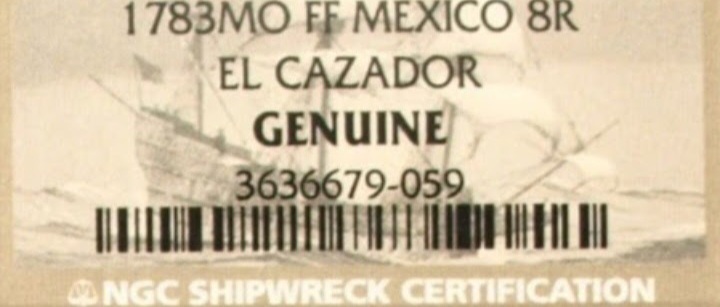 1783MO FF MEXICO 8R
EL CAZADOR
GENUINE
3636679-059
NGC SHIPWRECK CERTIFICATION